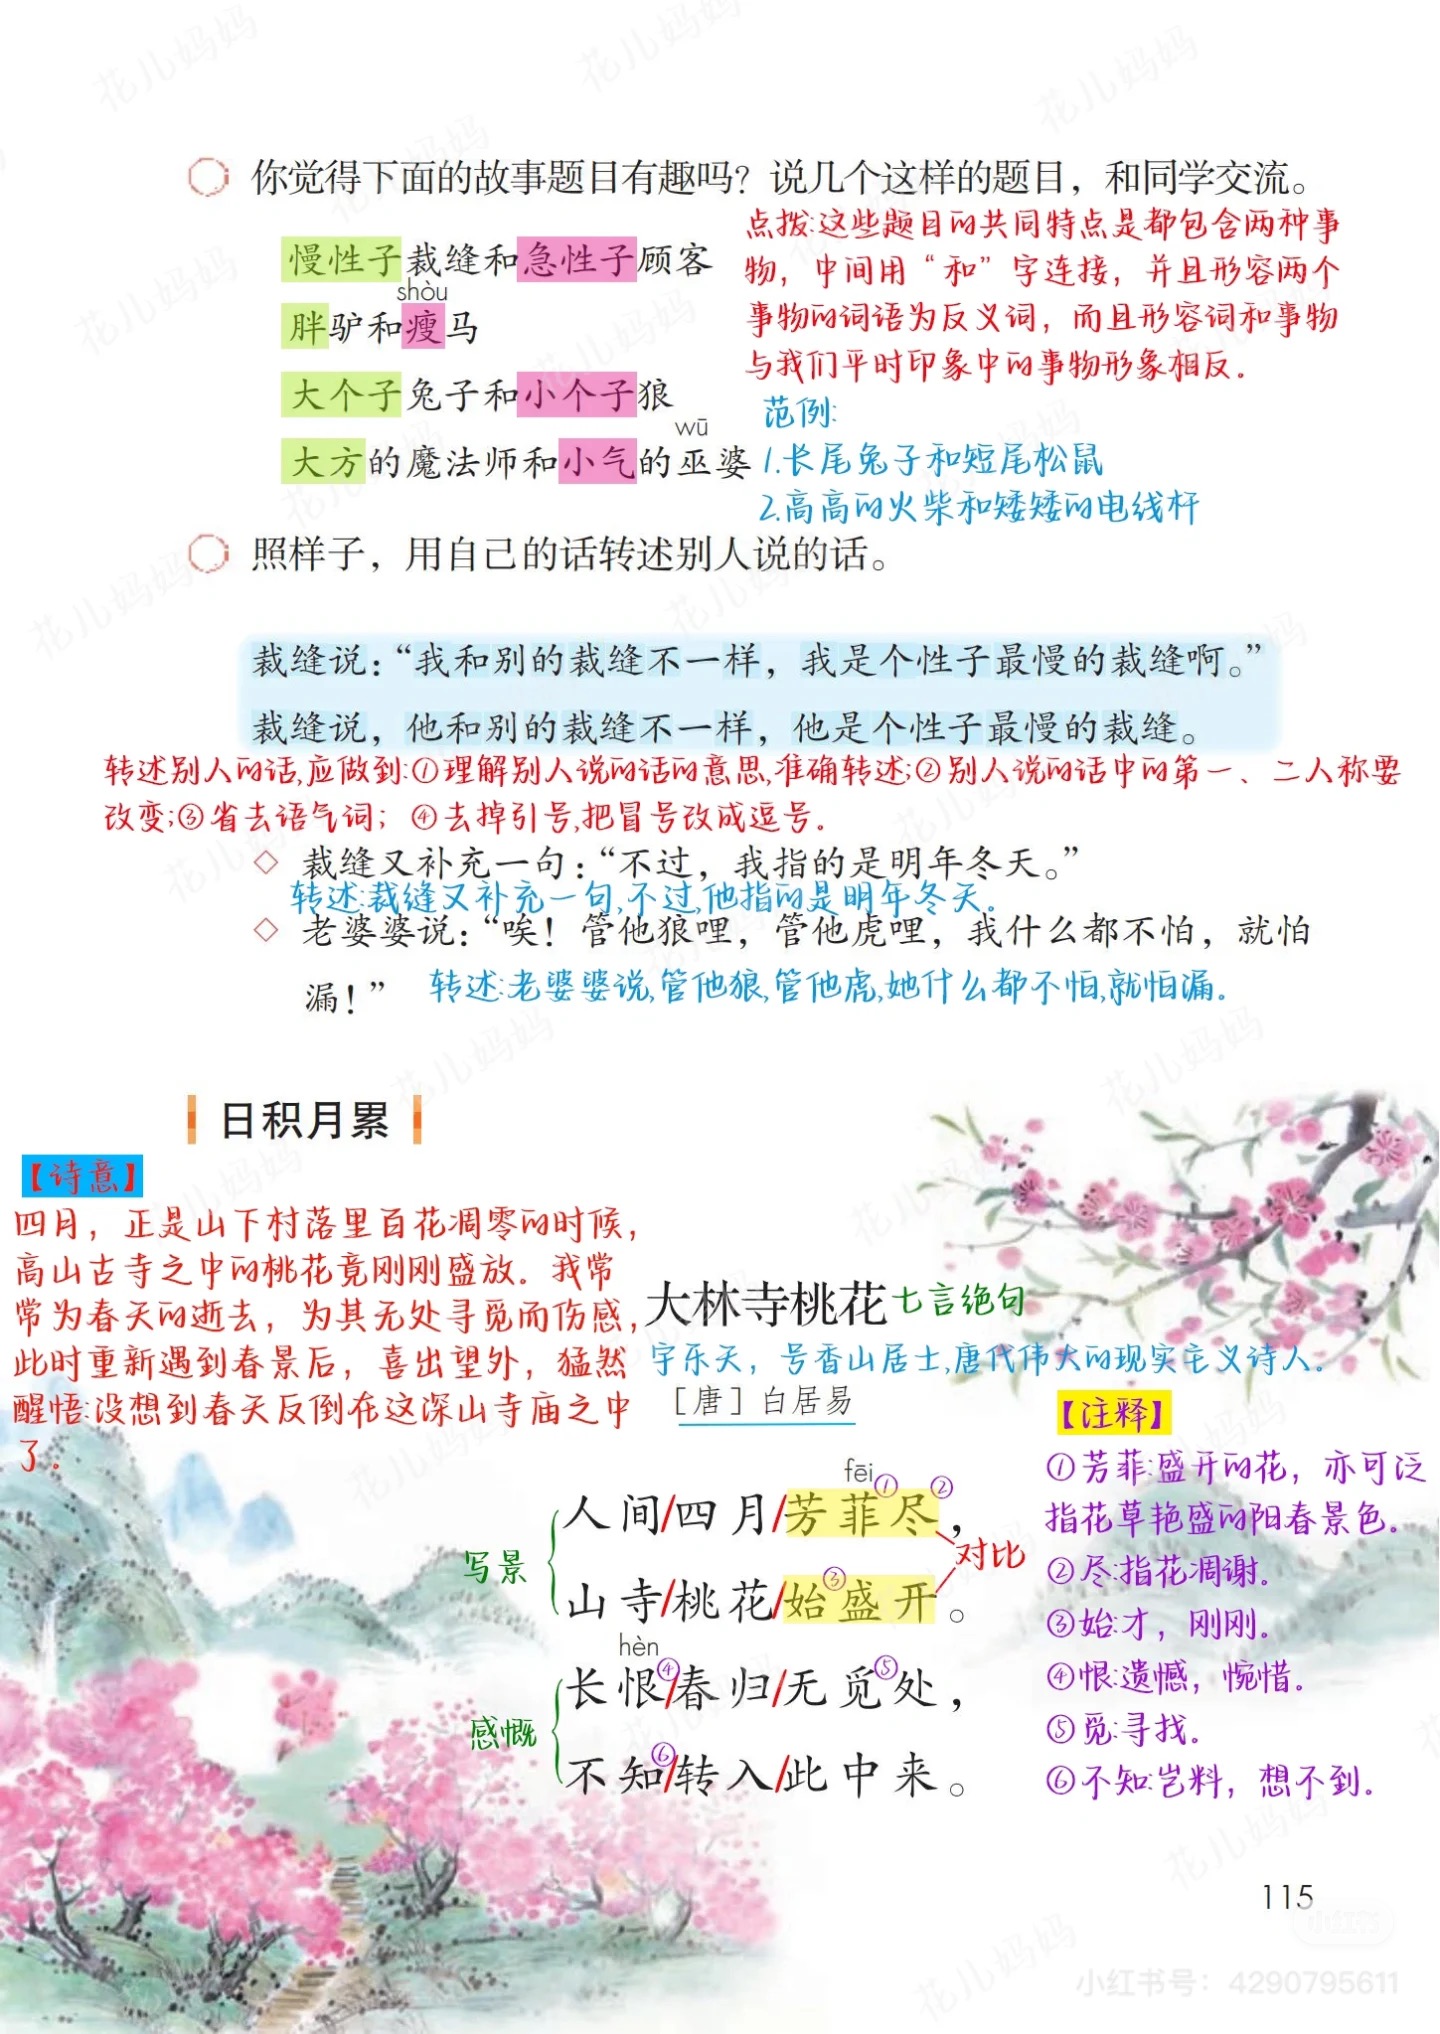 你觉得下面的故事题目有趣吗？说几个这样的题目，和同学交流。
点拨:这些题目的共同特点是都包含两种事
物，中间用“和”字连接，并且形容两个
事物的词语为反义词，而且形容词和事物
与我们平时印象中的事物形象相反.
慢性子裁缝和急性子顾客
shòu
胖驴和瘦马
大个子兔子和小个子狼
wū
大方的魔法师和小气的巫婆
范例:
1.长尾兔子和短尾松鼠
2.高高的火柴和矮矮的电线杆
照样子，用自己的话转述别人说的话。
裁缝说：“我和别的裁缝不一样，我是个性子最慢的裁缝啊。”
裁缝说，他和别的裁缝不一样，他是个性子最慢的裁缝。
转述别人的话,应做到:①理解别人说的话的意思,准确转述;②别人说的话中的第一、二人称要
改变;③省去语气词；④去掉引号,把冒号改成逗号.
裁缝又补充一句：“不过，我指的是明年冬天。”
转述:裁缝又补充一句,不过,他指的是明年冬天.
老婆婆说：“唉！管他狼哩，管他虎哩，我什么都不怕，就怕
漏！”
转述:老婆婆说,管他狼,管他虎,她什么都不怕,就怕漏.
日积月累
【诗意】
四月，正是山下村落里百花凋零的时候，
高山古寺之中的桃花竟刚刚盛放.我常
常为春天的逝去，为其无处寻觅而伤感，
此时重新遇到春景后，喜出望外，猛然
醒悟:没想到春天反倒在这深山寺庙之中
了.
大林寺桃花 七言绝句
字乐天，号香山居士,唐代伟大的现实主义诗人.
［唐］白居易
fēi
人间/四月/芳菲①尽②，
山寺/桃花/始③盛开。
写景
对比
hèn
长恨④/春归/无觅⑤处，
不知⑥/转入/此中来。
感慨
【注释】
①芳菲:盛开的花，亦可泛
指花草艳盛的阳春景色.
②尽:指花凋谢.
③始:才，刚刚.
④恨:遗憾，惋惜.
⑤觅:寻找.
⑥不知:岂料，想不到.
115
小红书
小红书号：4290795611
花儿妈妈